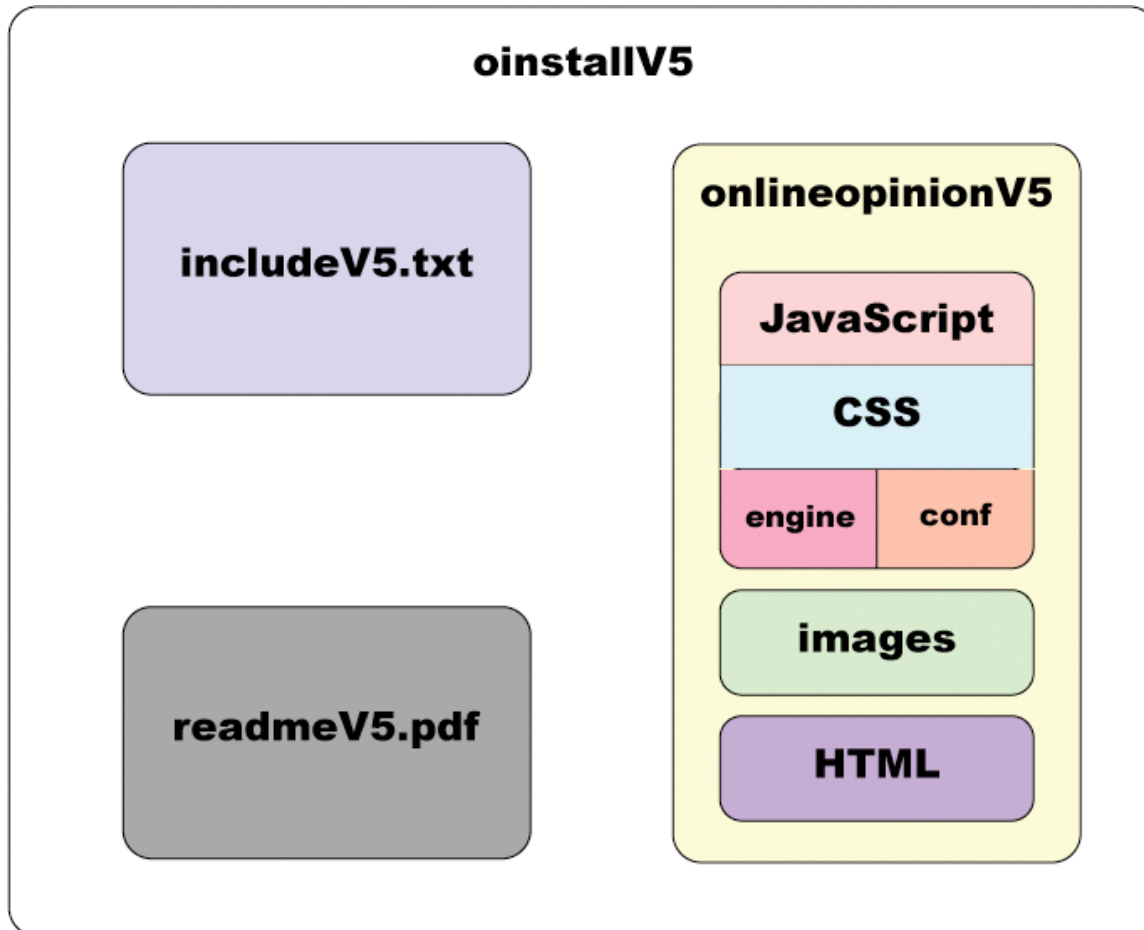 oinstallV5
includeV5.txt
readmeV5.pdf
onlineopinionV5
JavaScript
CSS
engine
conf
images
HTML